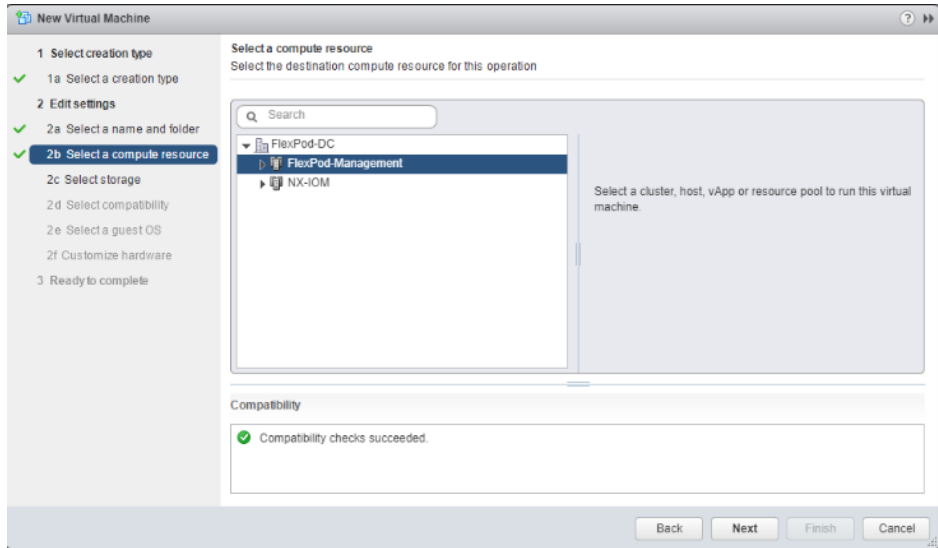 New Virtual Machine
?
1 Select creation type
1a Select a creation type
2 Edit settings
2a Select a name and folder
2b Select a compute resource
2c Select storage
2d Select compatibility
2e Select a guest OS
2f Customize hardware
3 Ready to complete
Select a compute resource
Select the destination compute resource for this operation
Search
FlexPod-DC
FlexPod-Management
NX-IOM
Select a cluster, host, vApp or resource pool to run this virtual
machine.
Compatibility
Compatibility checks succeeded.
Back Next Finish Cancel